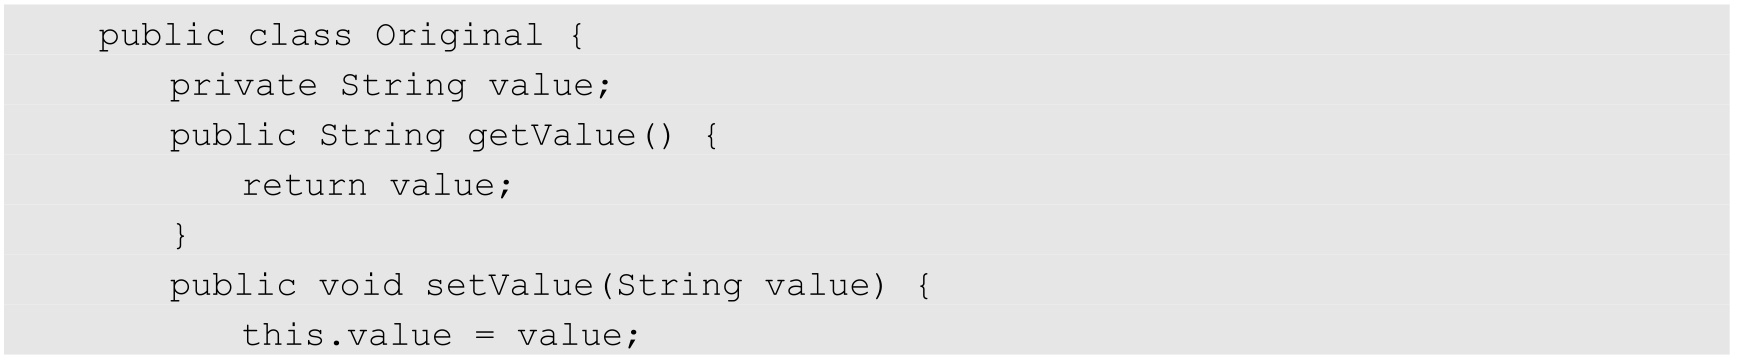 public class Original {
private String value;
public String getValue() {
return value;
}
public void setValue(String value) {
this.value = value;